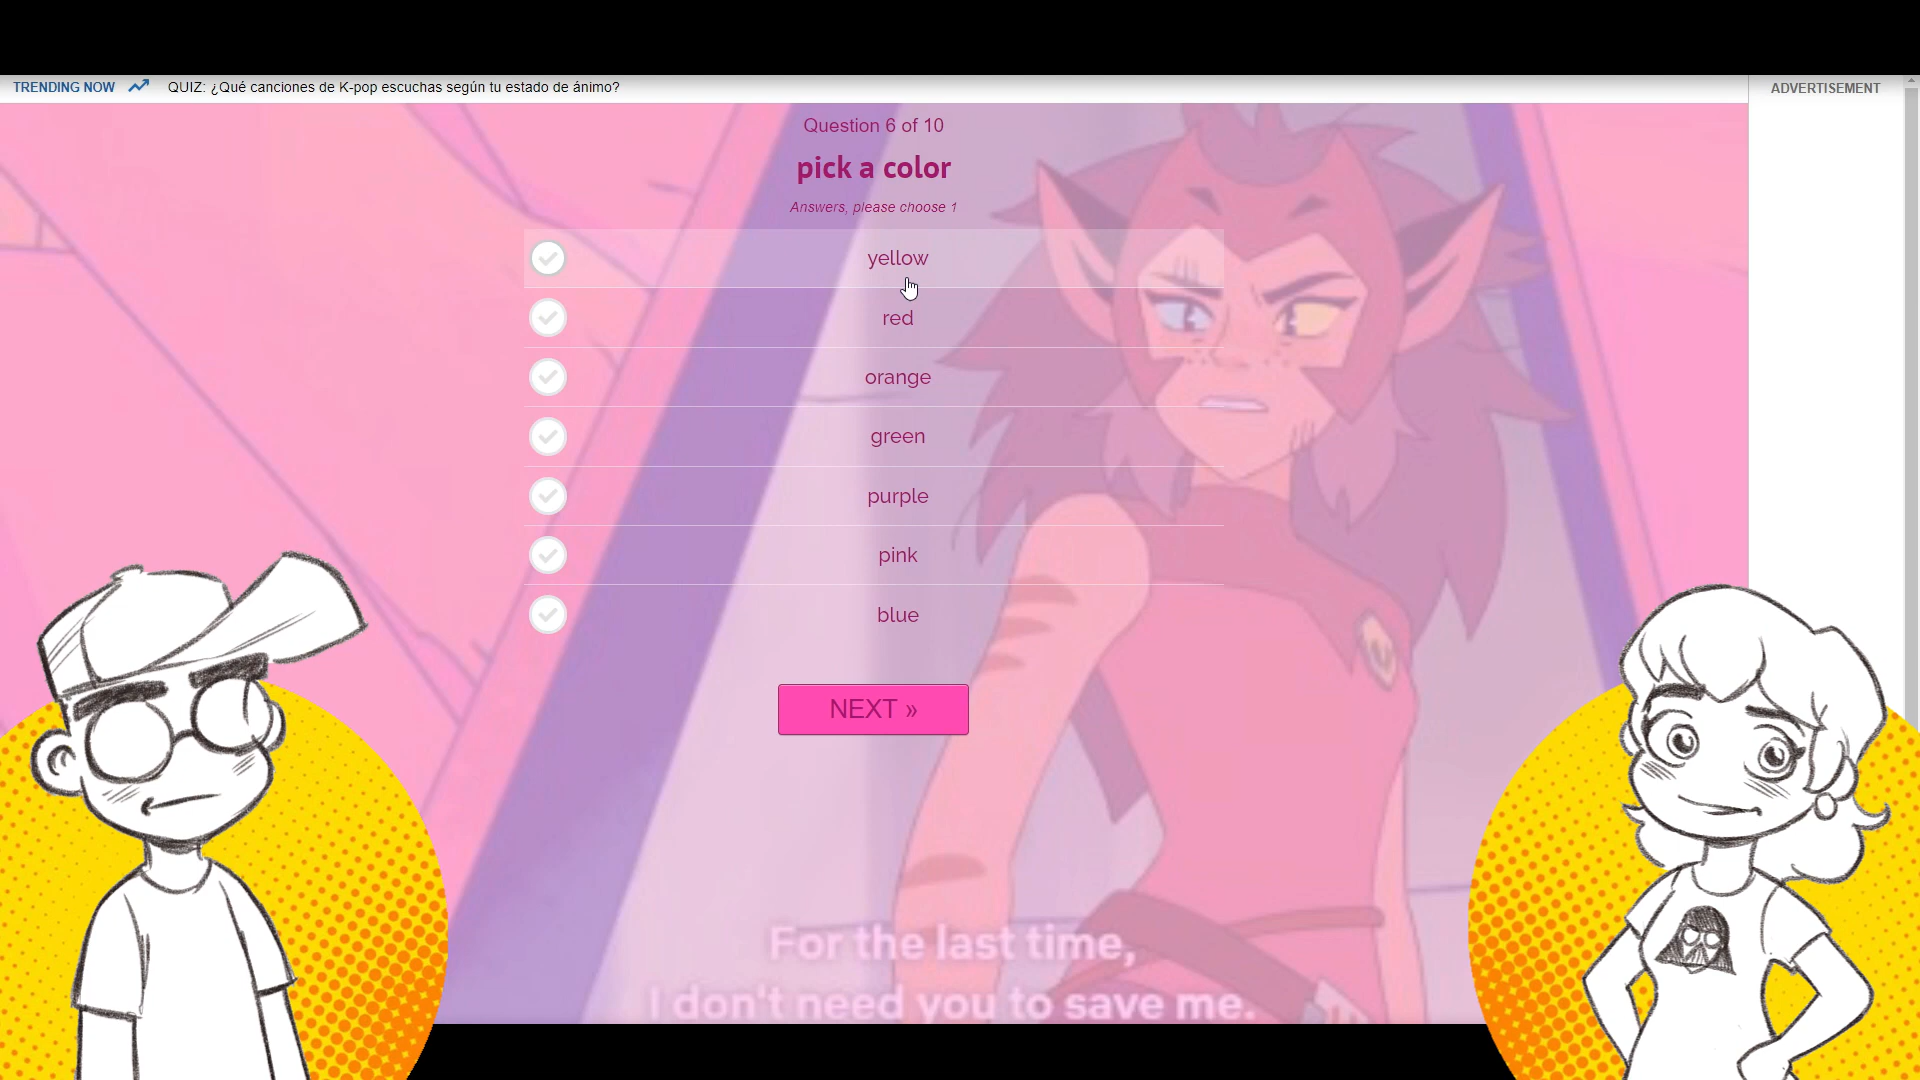 TRENDING NOW QUIZ: ¿Qué canciones de K-pop escuchas según tu estado de ánimo? ADVERTISEMENT
Question 6 of 10
pick a color
Answers, please choose 1
yellow
red
orange
green
purple
pink
blue
NEXT »
For the last time,
I don't need you to save me.